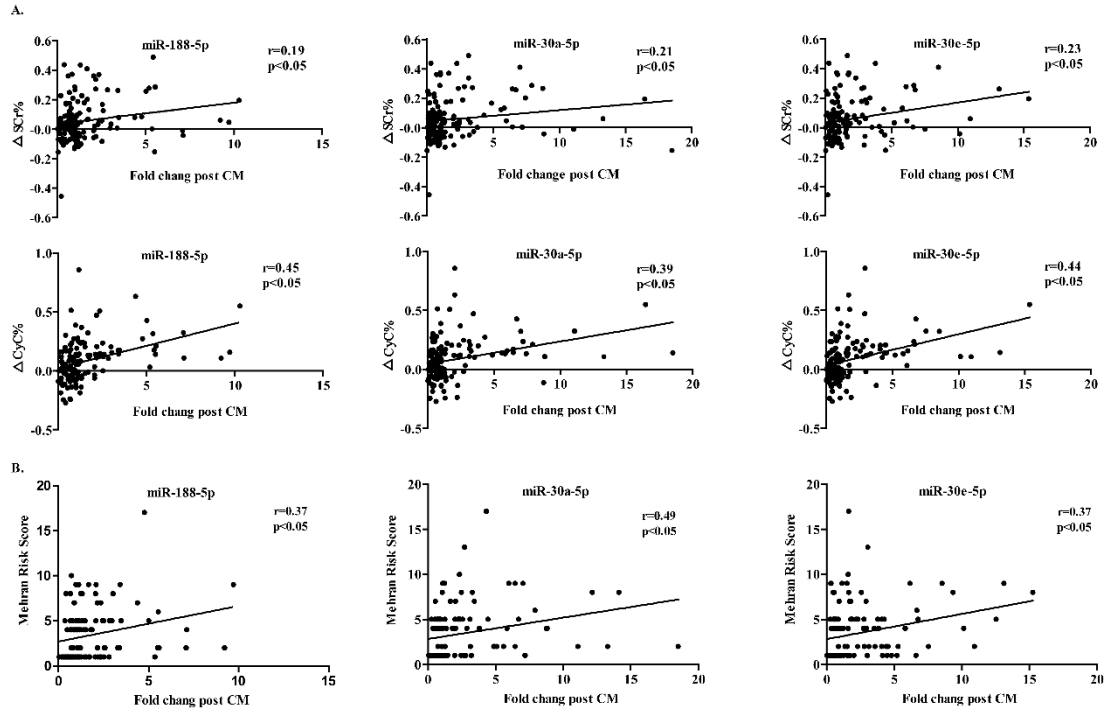 A.
miR-188-5p
r=0.19
p<0.05
0.6
0.4
0.2
-0.0
-0.2
-0.4
-0.6
△SCr%
5
10
15
Fold chang post CM
miR-30a-5p
r=0.21
p<0.05
0.6
0.4
0.2
-0.0
-0.2
-0.4
-0.6
△SCr%
5
10
15
20
Fold change post CM
miR-30e-5p
r=0.23
p<0.05
0.6
0.4
0.2
-0.0
-0.2
-0.4
-0.6
△SCr%
5
10
15
20
Fold chang post CM
miR-188-5p
r=0.45
p<0.05
1.0
0.5
0.0
-0.5
△CyC%
5
10
15
Fold chang post CM
miR-30a-5p
r=0.39
p<0.05
1.0
0.5
0.0
-0.5
△CyC%
5
10
15
20
Fold chang post CM
miR-30e-5p
r=0.44
p<0.05
1.0
0.5
0.0
-0.5
△CyC%
5
10
15
20
Fold chang post CM
B.
miR-188-5p
r=0.37
p<0.05
20
15
10
5
0
Mehran Risk Score
0
5
10
15
Fold chang post CM
miR-30a-5p
r=0.49
p<0.05
20
15
10
5
0
Mehran Risk Score
0
5
10
15
20
Fold chang post CM
miR-30e-5p
r=0.37
p<0.05
20
15
10
5
0
Mehran Risk Score
0
5
10
15
20
Fold chang post CM